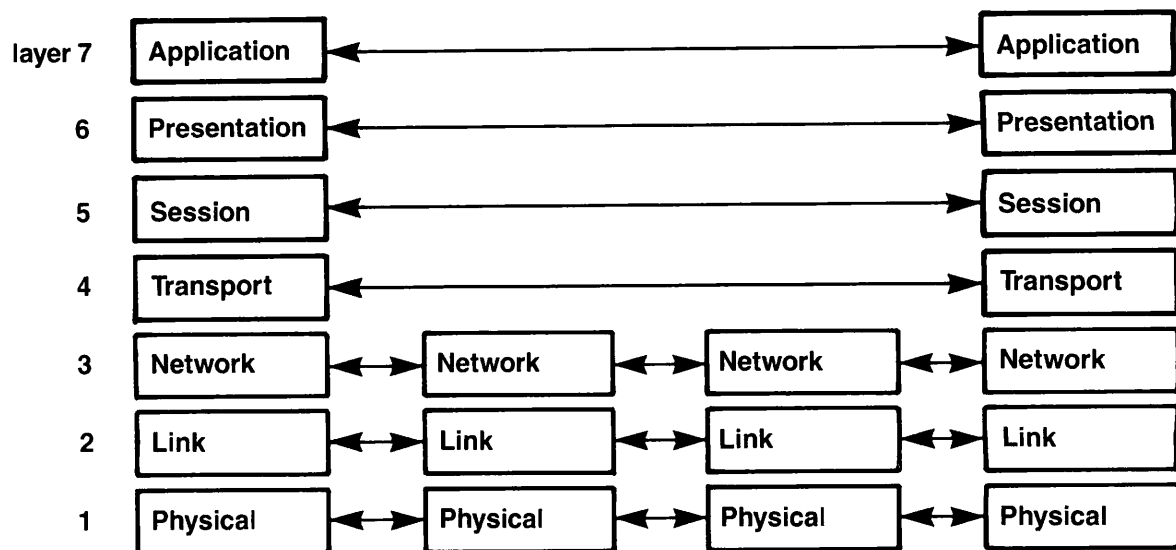 layer 7 Application Application
6 Presentation Presentation
5 Session Session
4 Transport Transport
3 Network Network Network Network
2 Link Link Link Link
1 Physical Physical Physical Physical